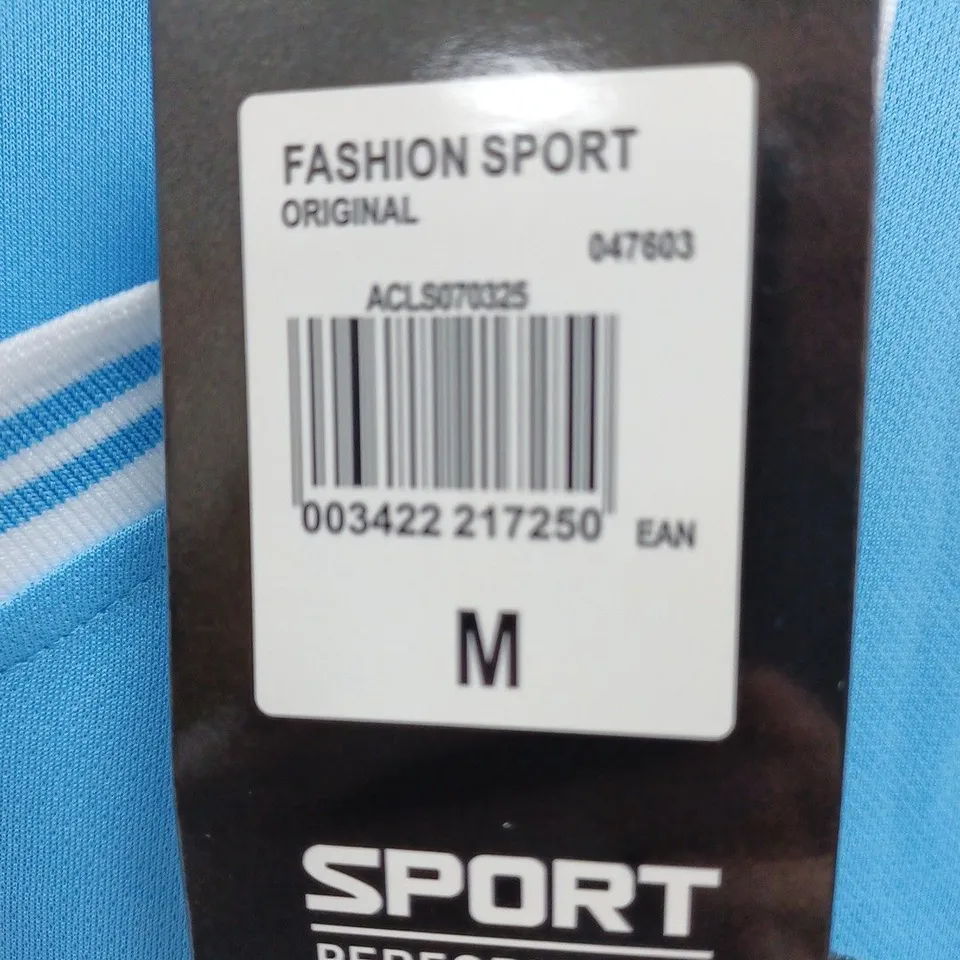 FASHION SPORT
ORIGINAL
047603
ACLS070325
003422 217250
EAN
M
SPORT